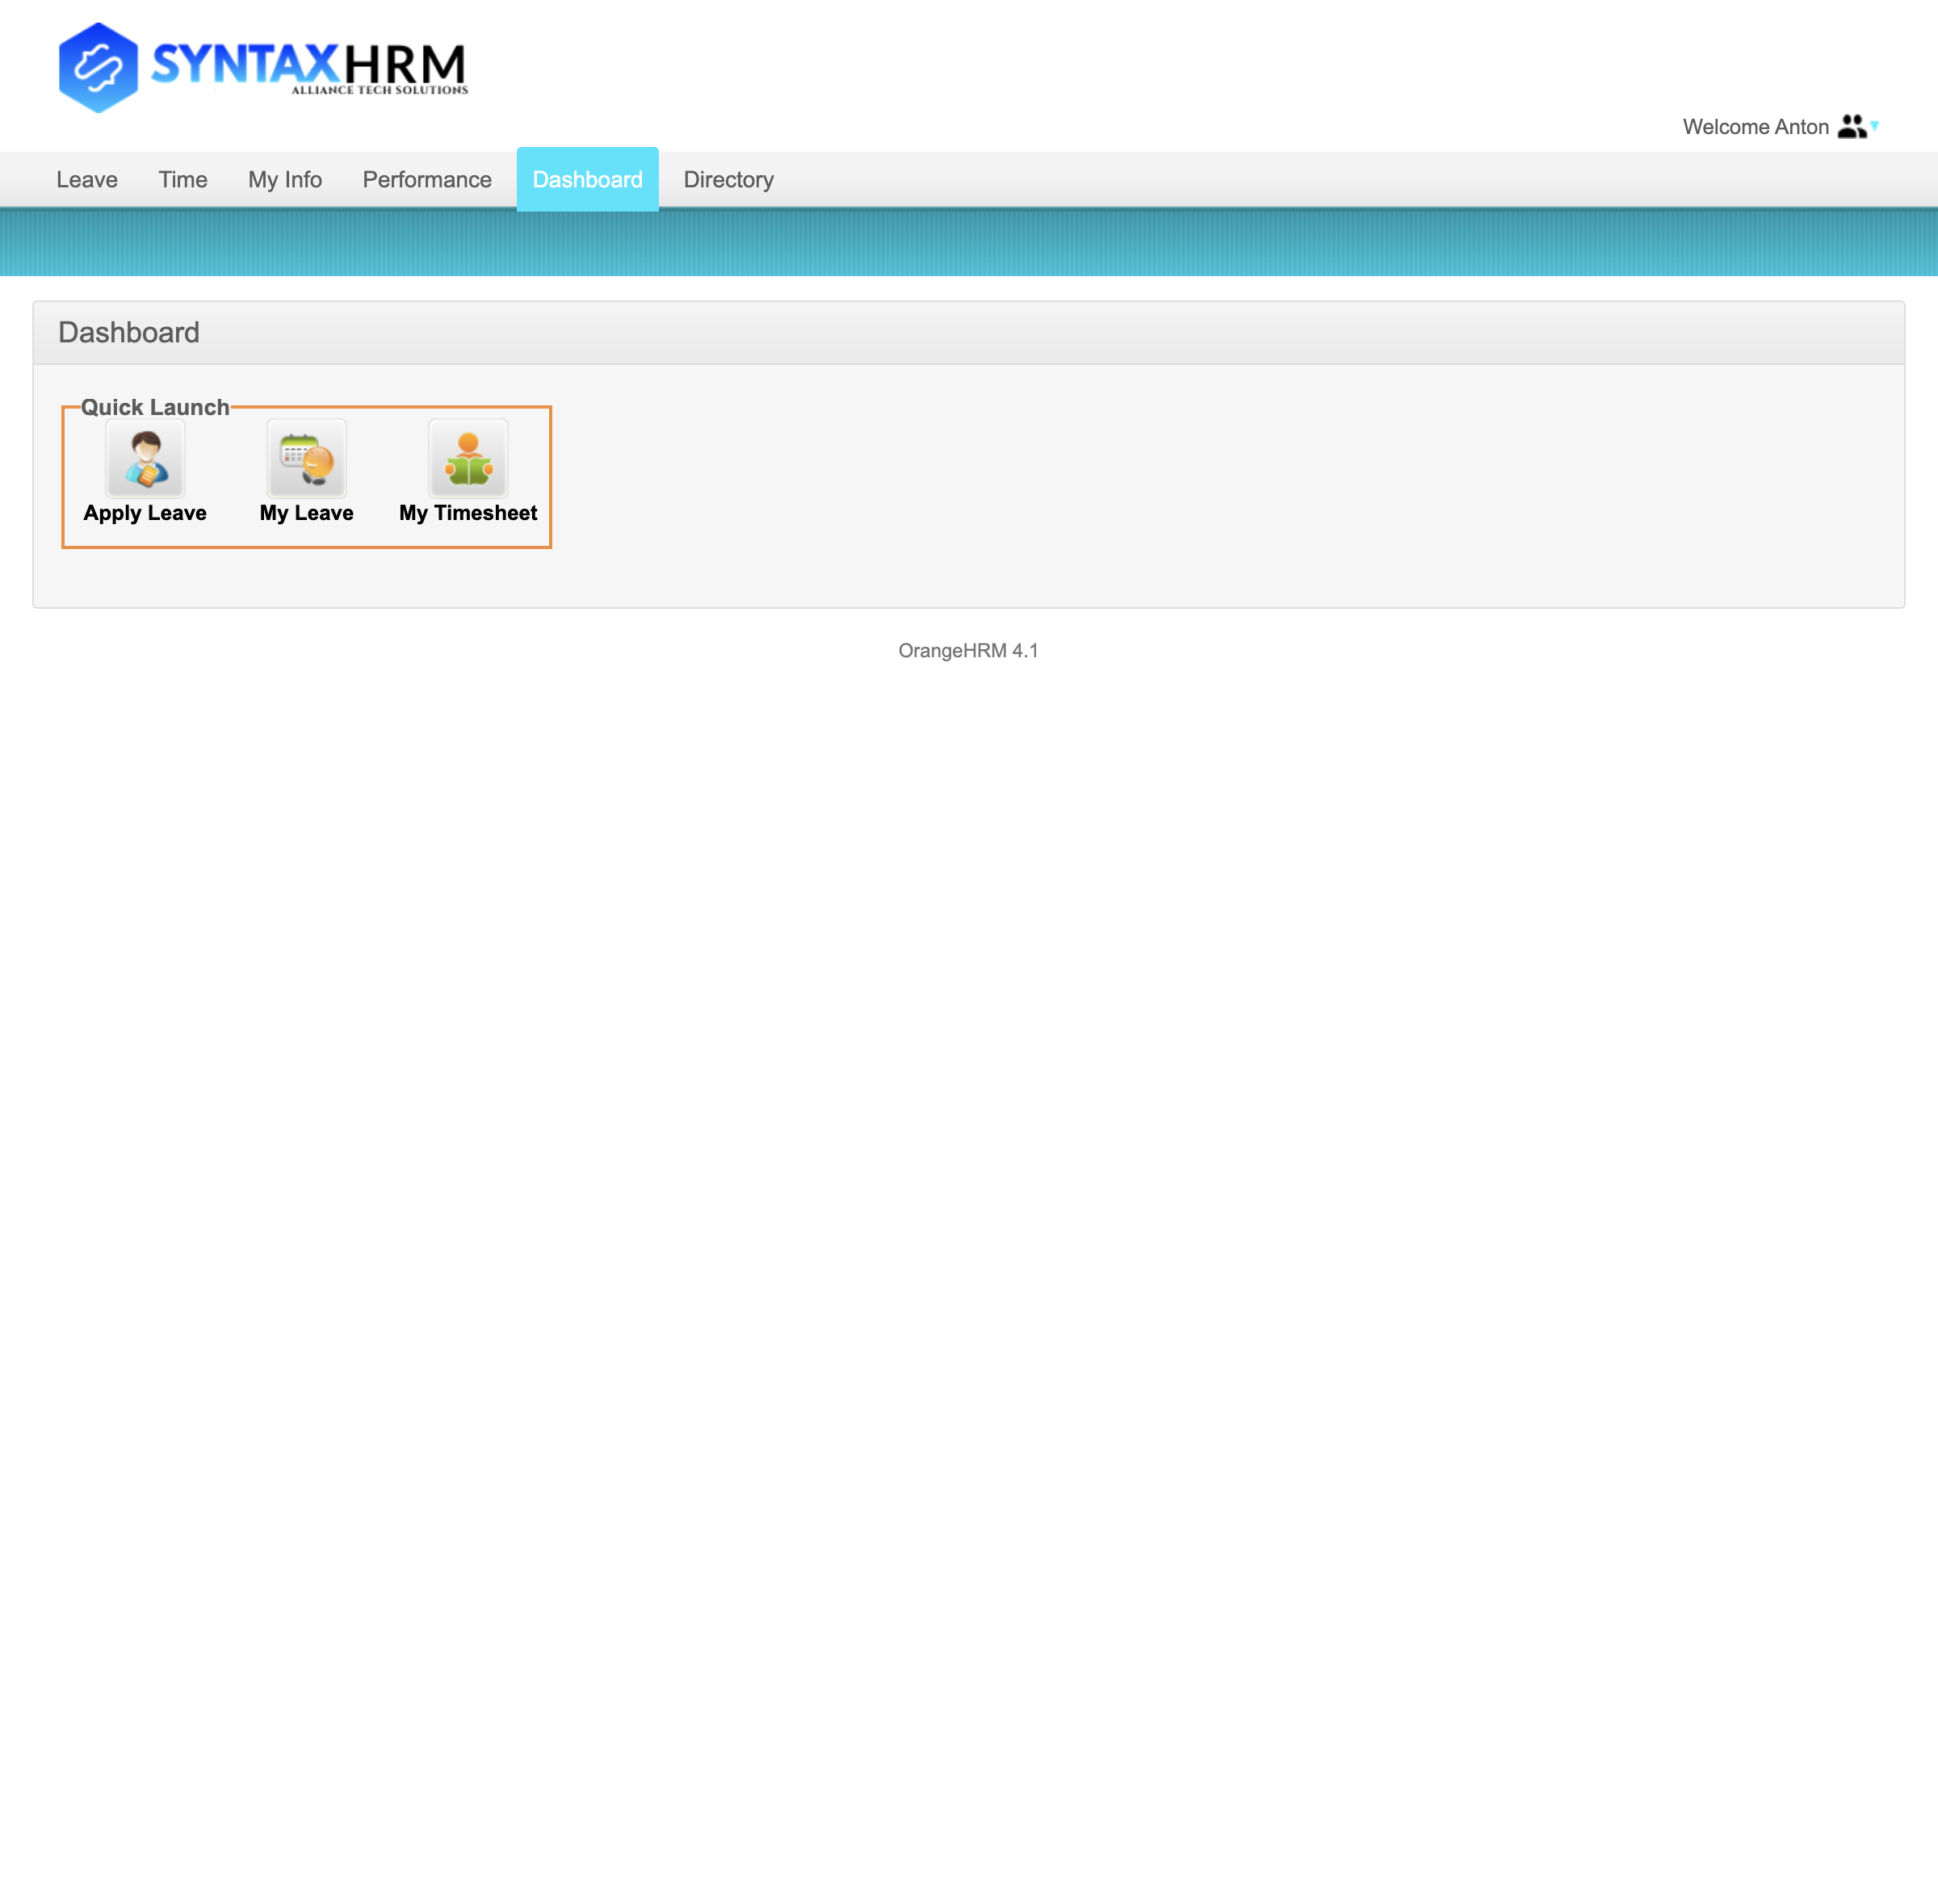 SYNTAXHRM
ALLIANCE TECH SOLUTIONS
Welcome Anton
Leave Time My Info Performance Dashboard Directory
Dashboard
Quick Launch
Apply Leave My Leave My Timesheet
OrangeHRM 4.1